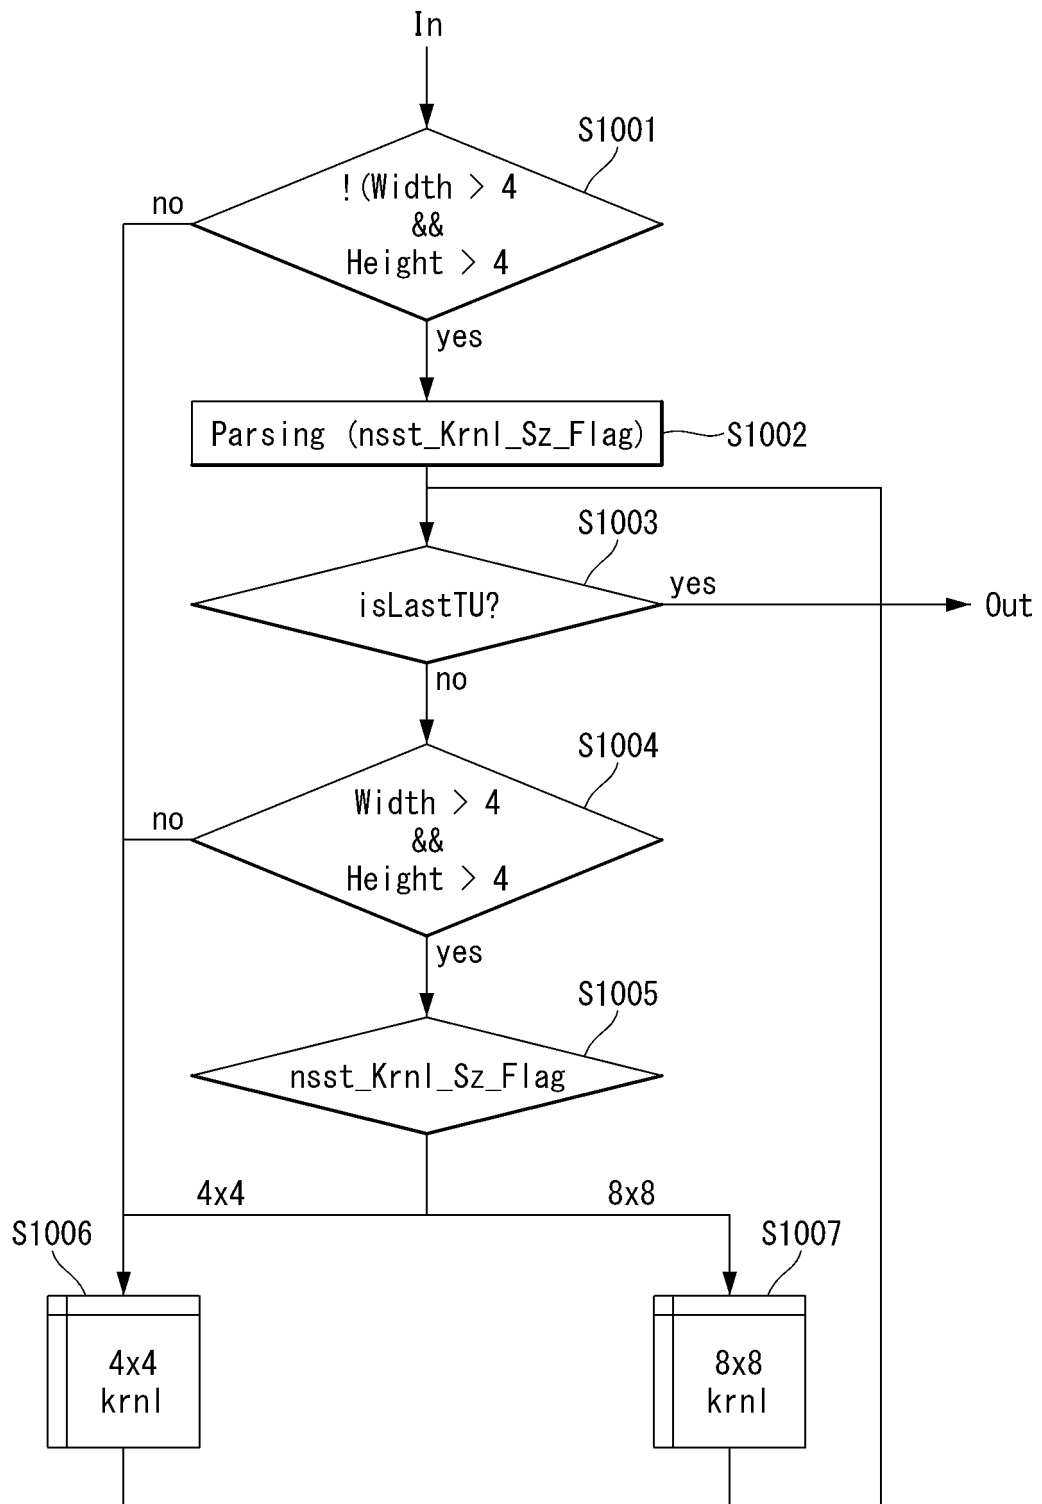 In
S1001
! (Width > 4
&&
Height > 4
no
yes
Parsing (nsst_Krnl_Sz_Flag)
S1002
S1003
isLastTU?
yes
Out
no
S1004
Width > 4
&&
Height > 4
no
yes
S1005
nsst_Krnl_Sz_Flag
4x4
8x8
S1006
S1007
4x4
krnl
8x8
krnl